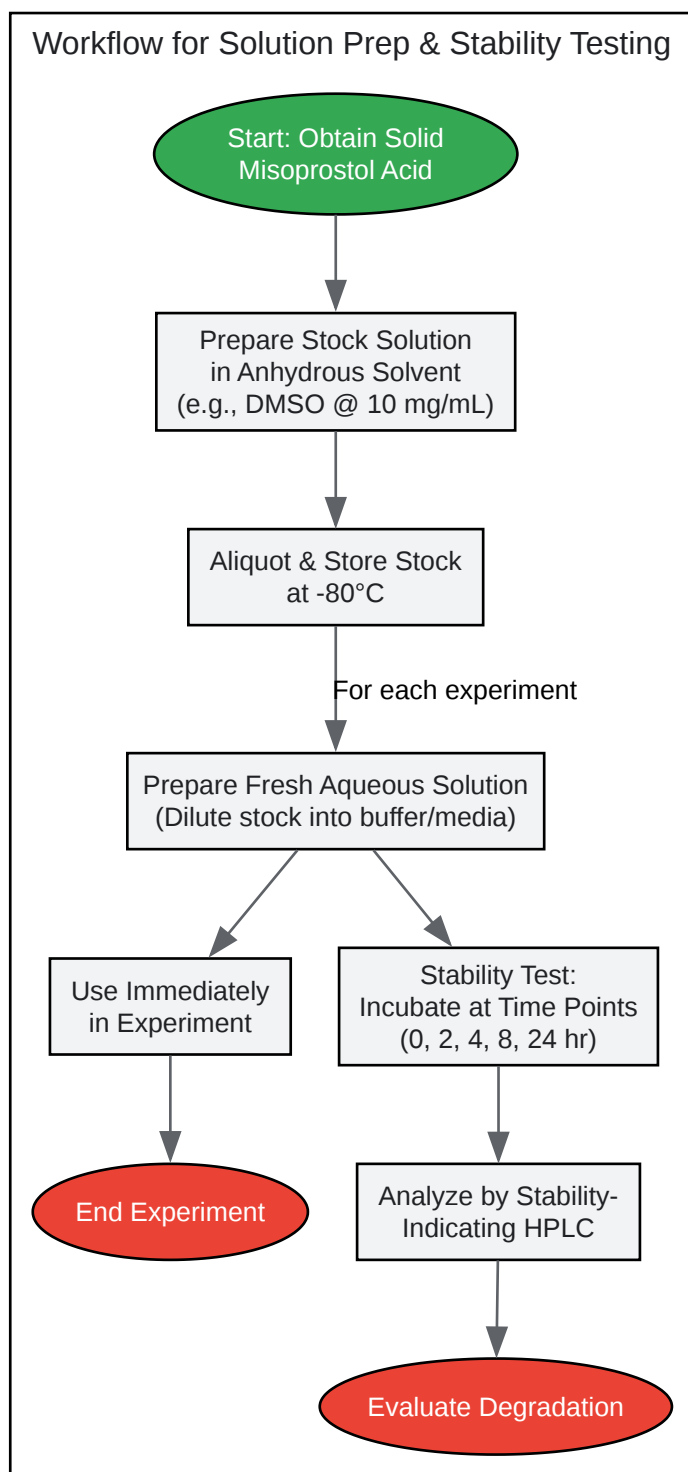 Workflow for Solution Prep & Stability Testing
Start: Obtain Solid
Misoprostol Acid
Prepare Stock Solution
in Anhydrous Solvent
(e.g., DMSO @ 10 mg/mL)
Aliquot & Store Stock
at -80°C
For each experiment
Prepare Fresh Aqueous Solution
(Dilute stock into buffer/media)
Use Immediately
in Experiment
Stability Test:
Incubate at Time Points
(0, 2, 4, 8, 24 hr)
End Experiment
Analyze by Stability-
Indicating HPLC
Evaluate Degradation